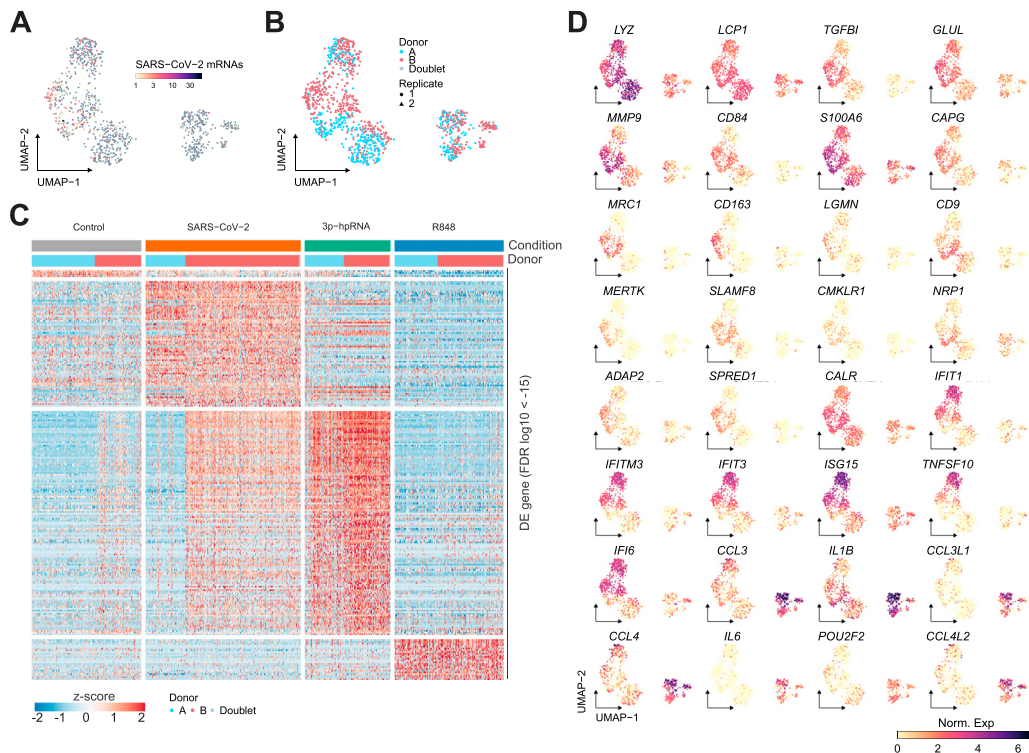 A
SARS-CoV-2 mRNAs
1 3 10 30
UMAP-2
UMAP-1
B
Donor
A
B
Doublet
Replicate
1
2
UMAP-2
UMAP-1
C
Control SARS-CoV-2 3p-hpRNA R848
Condition
Donor
DE gene (FDR log10 < -15)
z-score
-2 -1 0 1 2
Donor
A B Doublet
D
LYZ LCP1 TGFBI GLUL
MMP9 CD84 S100A6 CAPG
MRC1 CD163 LGMN CD9
MERTK SLAMF8 CMKLR1 NRP1
ADAP2 SPRED1 CALR IFIT1
IFITM3 IFIT3 ISG15 TNFSF10
IFI6 CCL3 IL1B CCL3L1
CCL4 IL6 POU2F2 CCL4L2
UMAP-2
UMAP-1
Norm. Exp
0 2 4 6